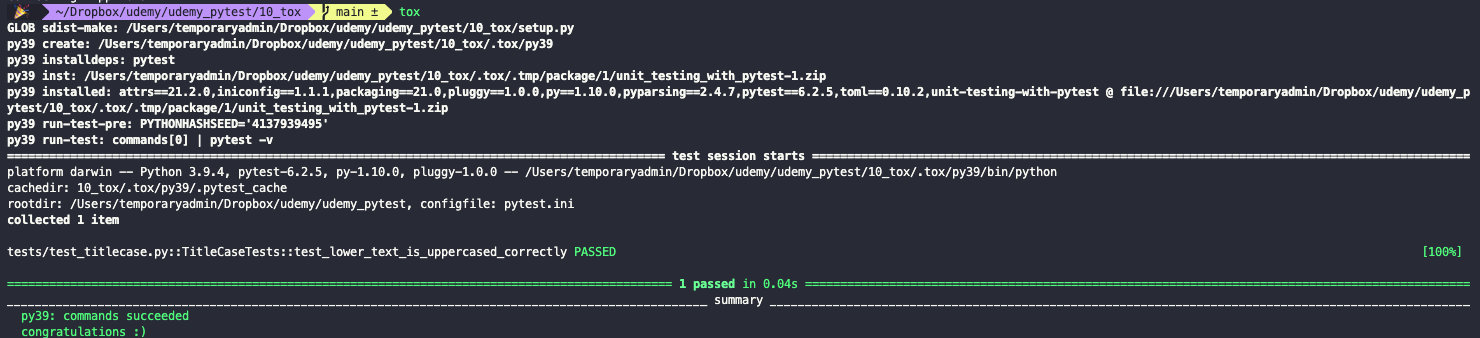 ~/Dropbox/udemy/udemy_pytest/10_tox main ± tox
GLOB sdist-make: /Users/temporaryadmin/Dropbox/udemy/udemy_pytest/10_tox/setup.py
py39 create: /Users/temporaryadmin/Dropbox/udemy/udemy_pytest/10_tox/.tox/py39
py39 installdeps: pytest
py39 inst: /Users/temporaryadmin/Dropbox/udemy/udemy_pytest/10_tox/.tox/.tmp/package/1/unit_testing_with_pytest-1.zip
py39 installed: attrs==21.2.0,iniconfig==1.1.1,packaging==21.0,pluggy==1.0.0,py==1.10.0,pyparsing==2.4.7,pytest==6.2.5,toml==0.10.2,unit-testing-with-pytest @ file:///Users/temporaryadmin/Dropbox/udemy/udemy_p
ytest/10_tox/.tox/.tmp/package/1/unit_testing_with_pytest-1.zip
py39 run-test-pre: PYTHONHASHSEED='4137939495'
py39 run-test: commands[0] | pytest -v
test session starts
platform darwin -- Python 3.9.4, pytest-6.2.5, py-1.10.0, pluggy-1.0.0 -- /Users/temporaryadmin/Dropbox/udemy/udemy_pytest/10_tox/.tox/py39/bin/python
cachedir: 10_tox/.tox/py39/.pytest_cache
rootdir: /Users/temporaryadmin/Dropbox/udemy/udemy_pytest, configfile: pytest.ini
collected 1 item
tests/test_titlecase.py::TitleCaseTests::test_lower_text_is_uppercased_correctly PASSED [100%]
1 passed in 0.04s
summary
py39: commands succeeded
congratulations :)